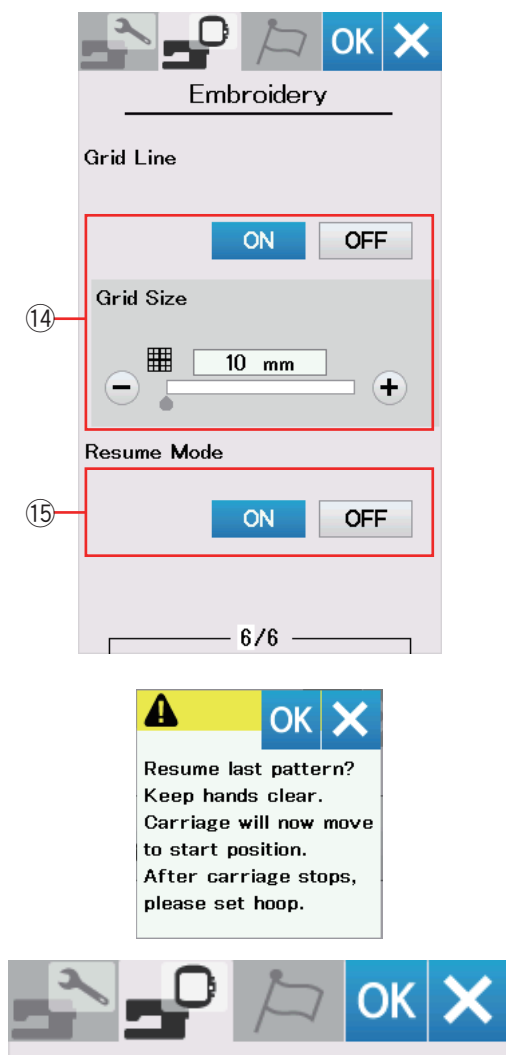 OK
Embroidery
Grid Line
ON OFF
Grid Size
⑭
10 mm
Resume Mode
⑮
ON OFF
6/6
OK
Resume last pattern?
Keep hands clear.
Carriage will now move
to start position.
After carriage stops,
please set hoop.
OK